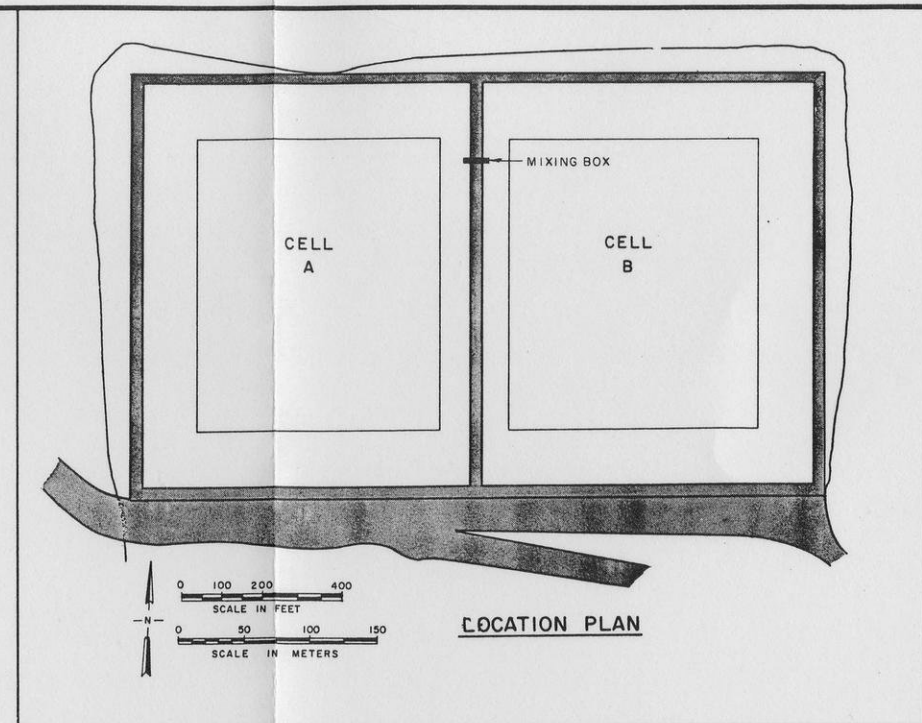 MIXING BOX
CELL
A
CELL
B
0 100 200 400
SCALE IN FEET
N
0 50 100 150
SCALE IN METERS
LOCATION PLAN